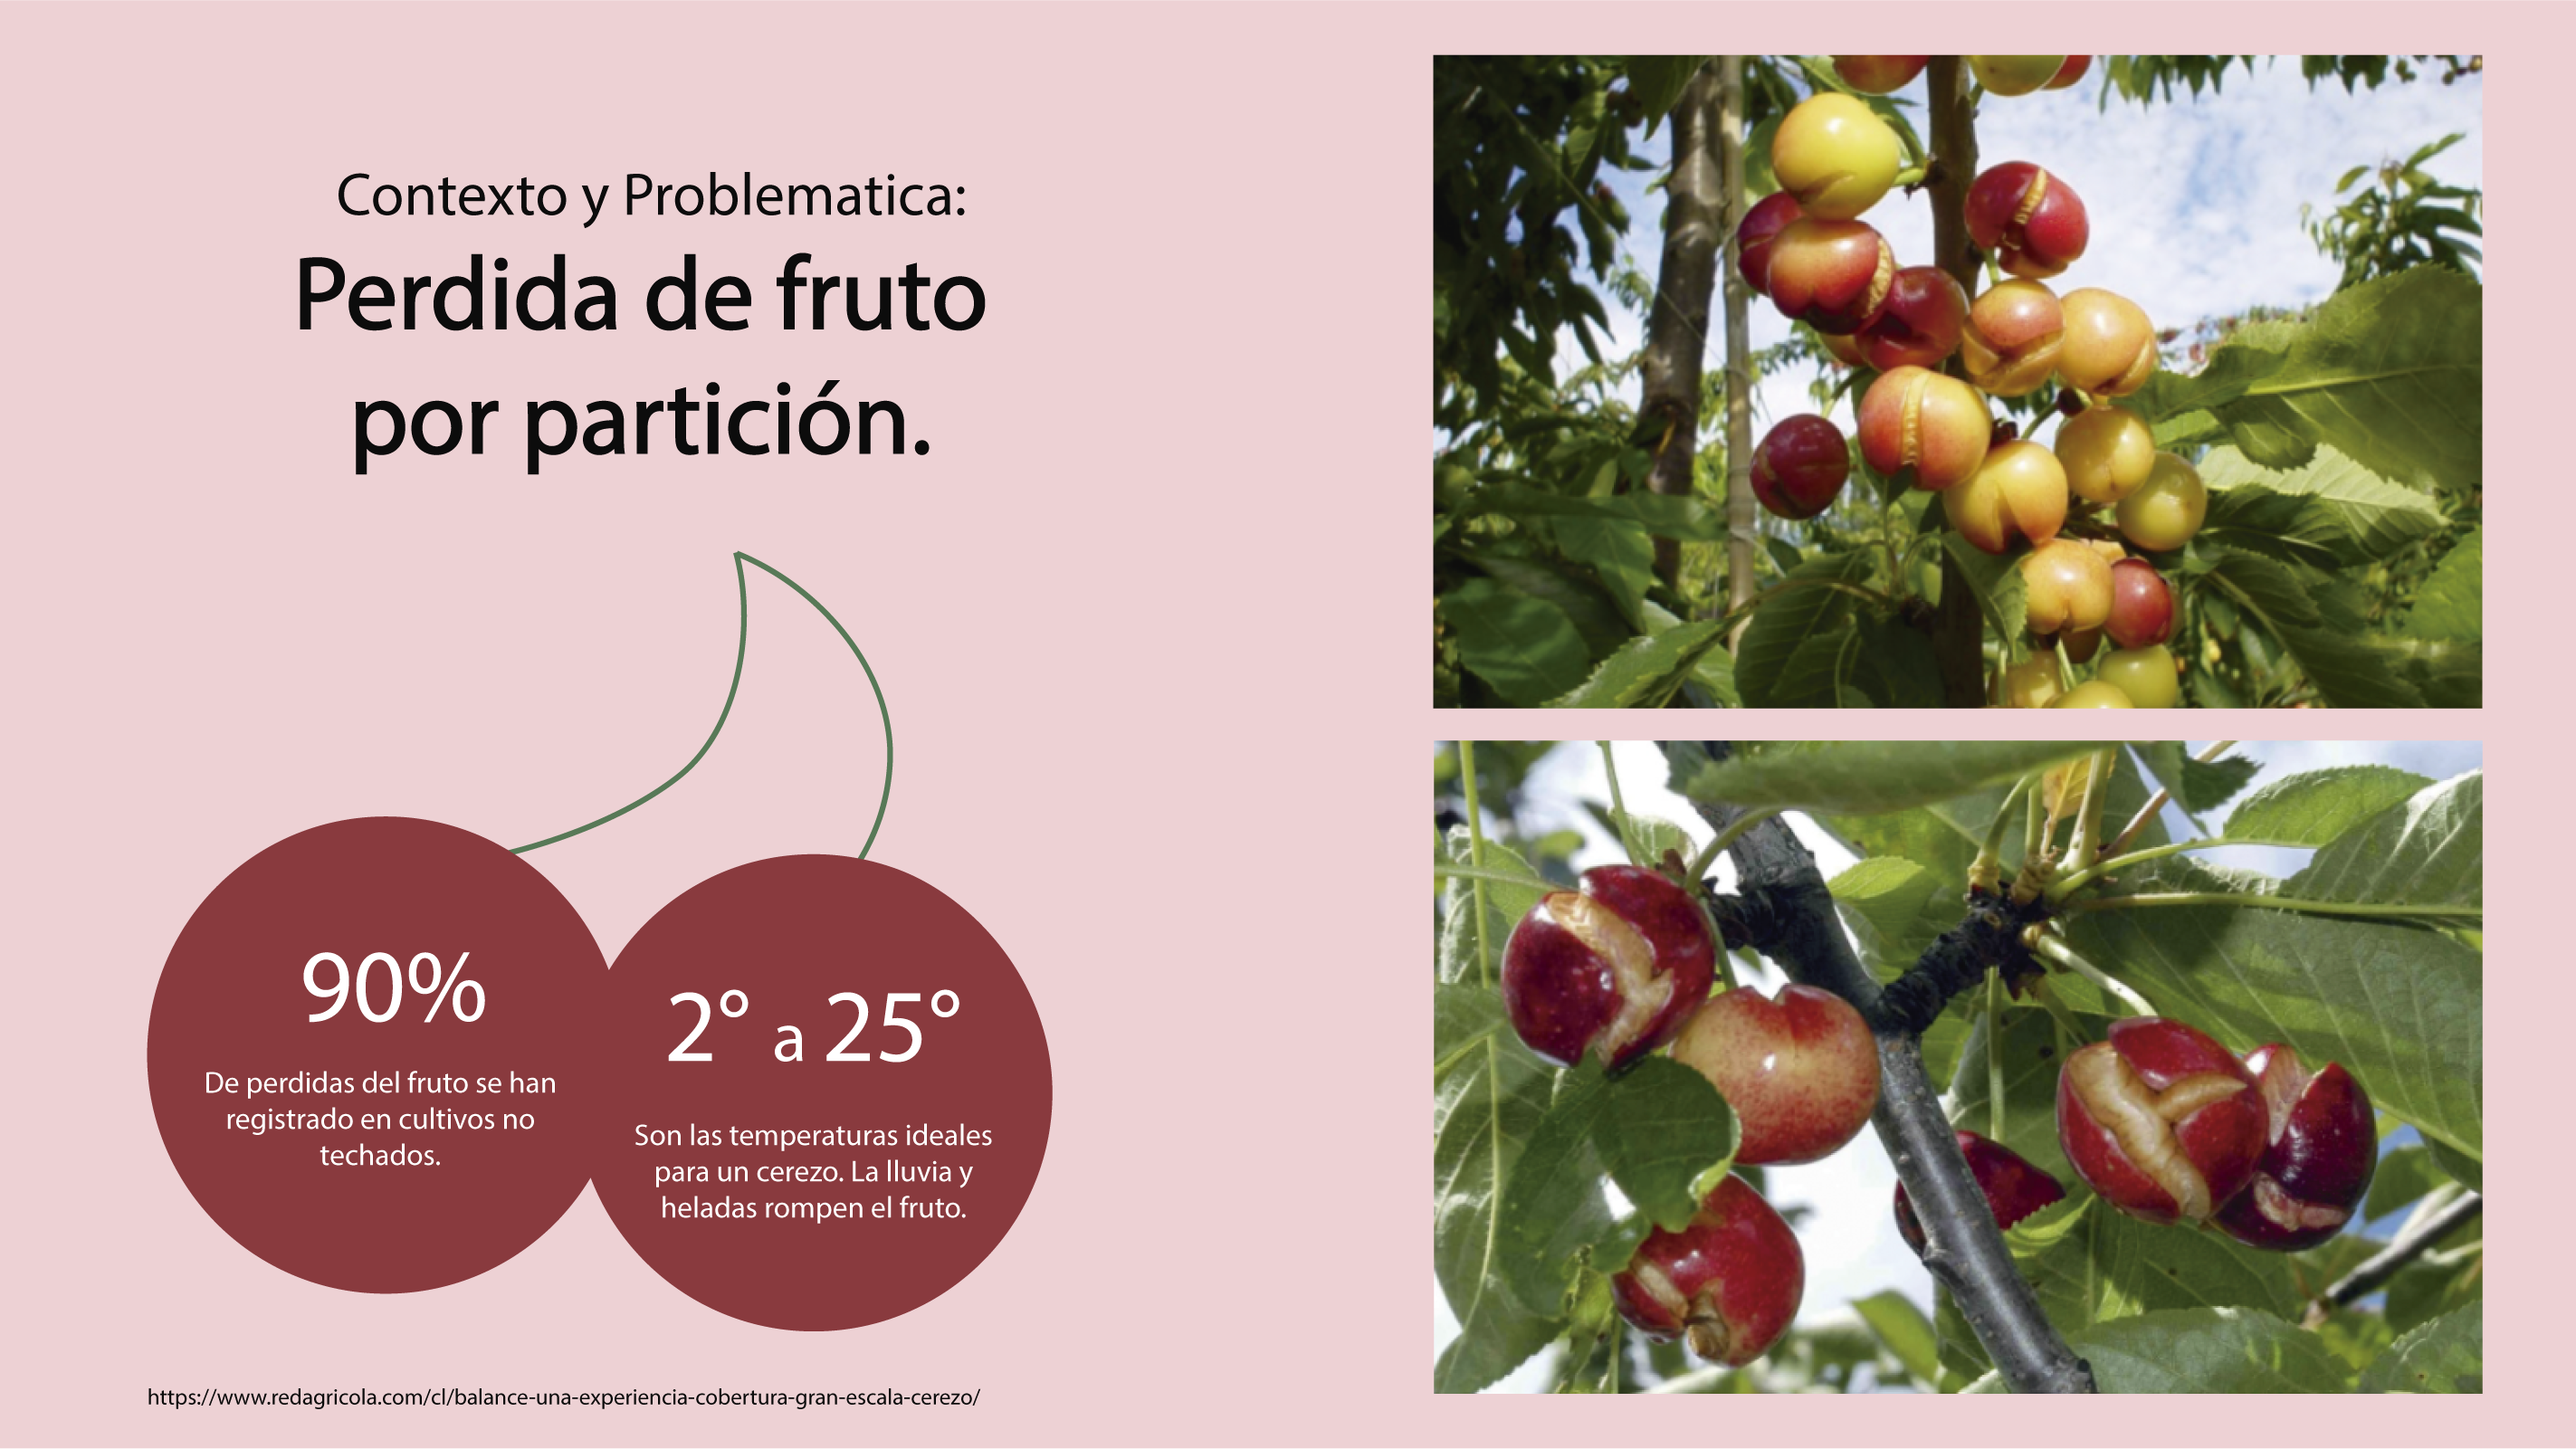 Contexto y Problematica:
Perdida de fruto
por partición.
90%
De perdidas del fruto se han
registrado en cultivos no
techados.
2° a 25°
Son las temperaturas ideales
para un cerezo. La lluvia y
heladas rompen el fruto.
https://www.redagricola.com/cl/balance-una-experiencia-cobertura-gran-escala-cerezo/